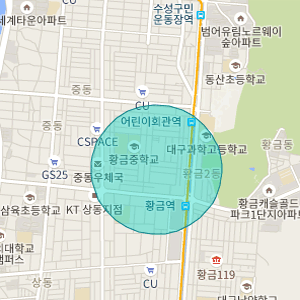 CU
세계타운아파트
수성구민
운동장역
범어유림노르웨이
숲아파트
동산초등학교
중동
CU
어린이회관역
CSPACE
대구과학고등학교
황금동
황금중학교
GS25
중동우체국
황금2동
삼육초등학교
KT 상동지점
황금역
황금캐슬골드
파크1단지아파트
대학교
캠퍼스
상동
CU
황금119